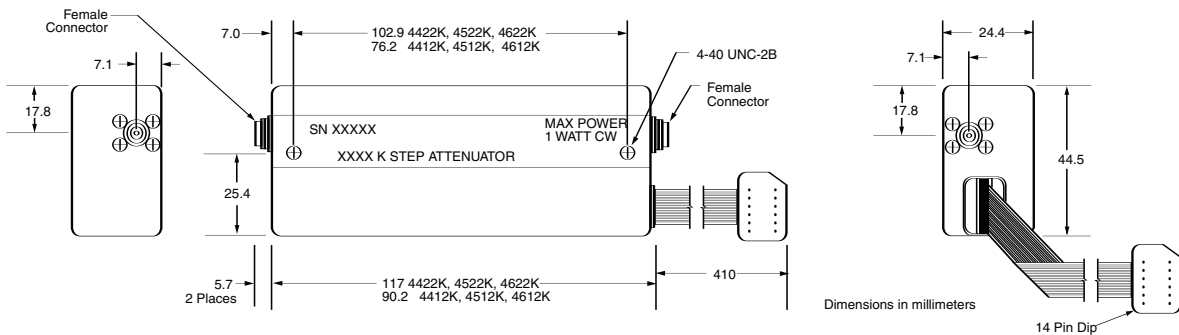 Female
Connector
7.0
102.9 4422K, 4522K, 4622K
76.2 4412K, 4512K, 4612K
4-40 UNC-2B
Female
Connector
24.4
7.1
7.1
17.8
17.8
SN XXXXX
MAX POWER
1 WATT CW
XXXX K STEP ATTENUATOR
25.4
44.5
5.7
2 Places
117 4422K, 4522K, 4622K
90.2 4412K, 4512K, 4612K
410
Dimensions in millimeters
14 Pin Dip